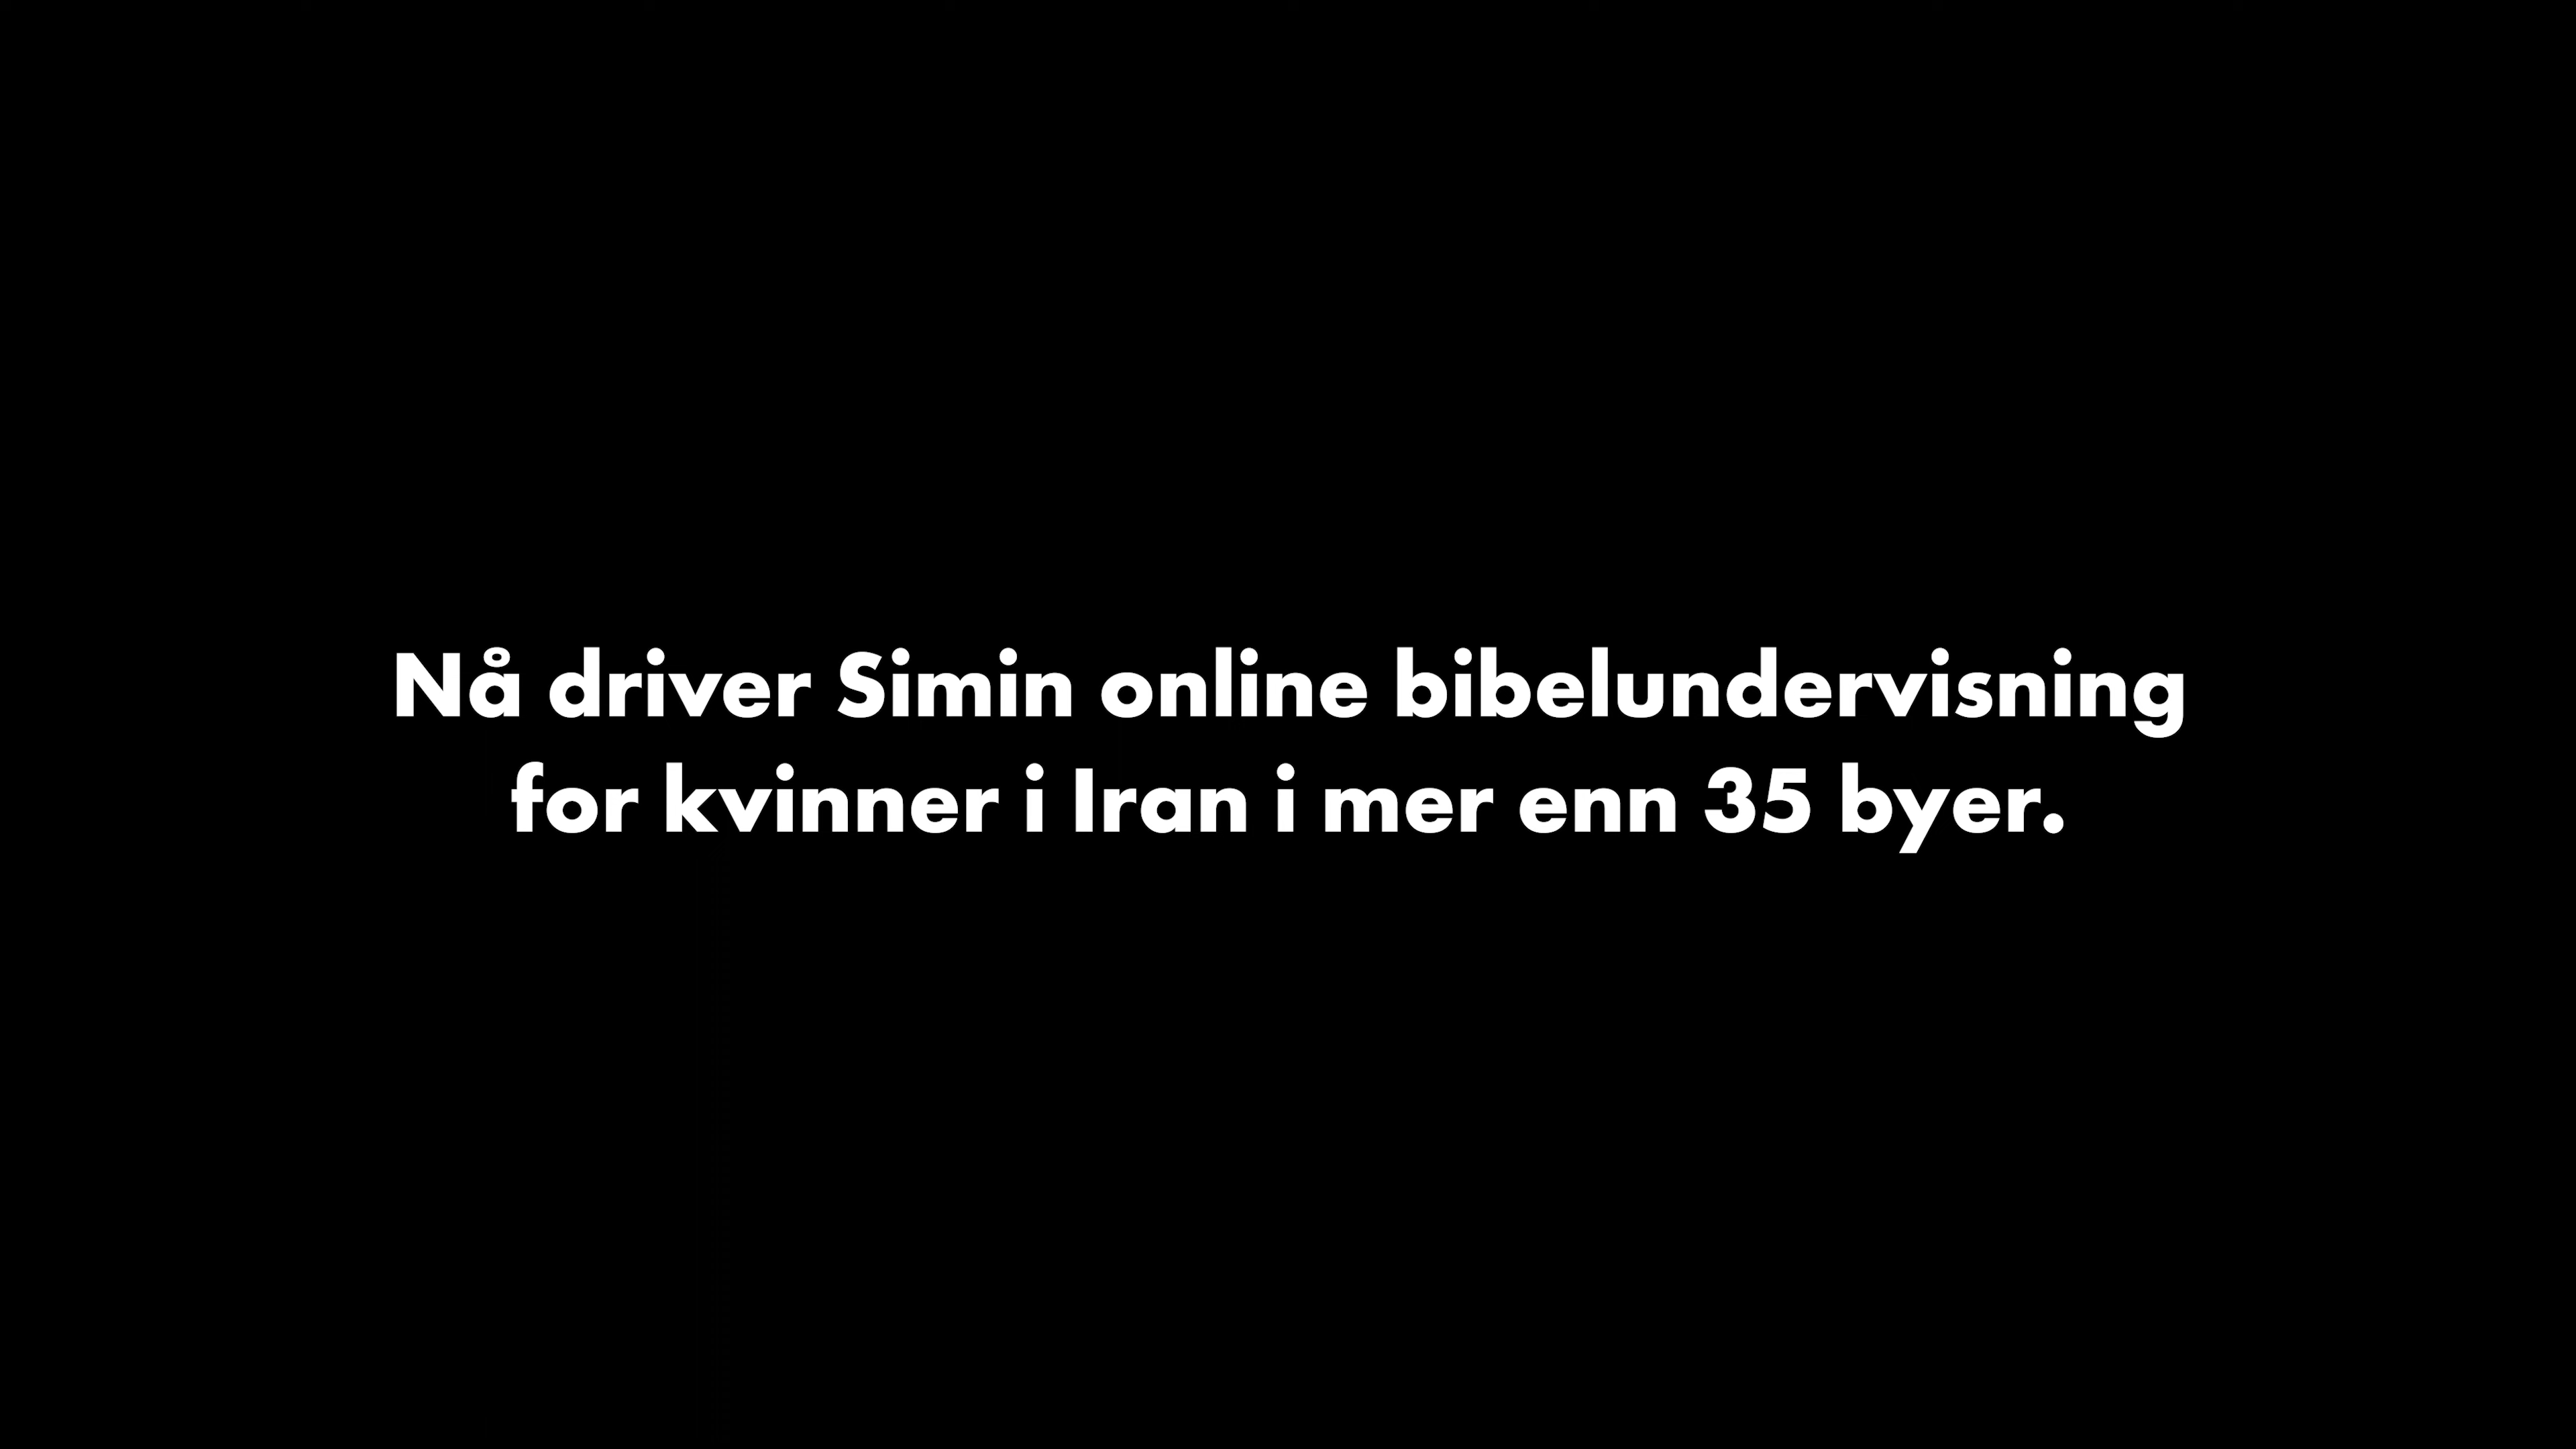 Nå driver Simin online bibelundervisning
for kvinner i Iran i mer enn 35 byer.